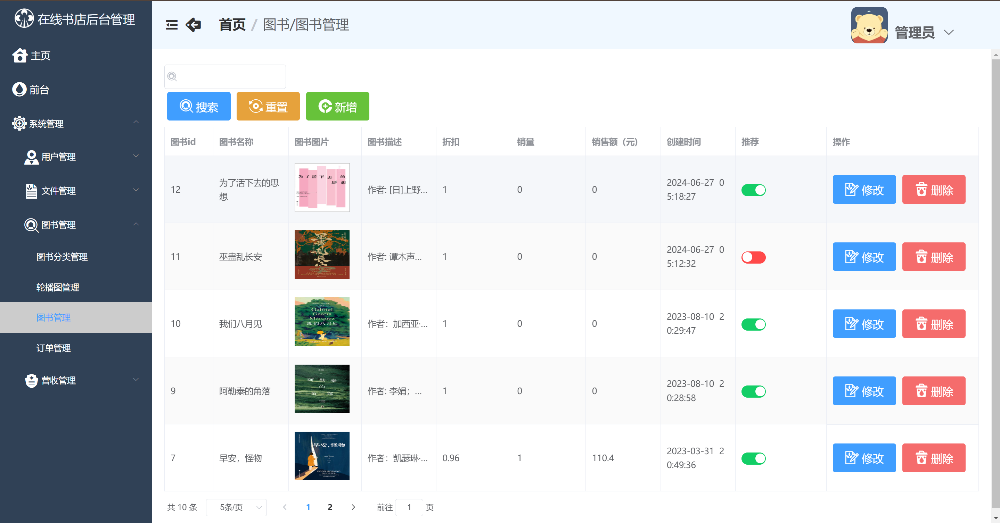 在线书店后台管理
首页 / 图书/图书管理
管理员
主页
前台
系统管理
用户管理
文件管理
图书管理
图书分类管理
轮播图管理
图书管理
订单管理
营收管理
搜索 重置 新增
图书id 图书名称 图书图片 图书描述 折扣 销量 销售额（元） 创建时间 推荐 操作
12 为了活下去的思想 作者: [日]上野... 1 0 0 2024-06-27 05:18:27 修改 删除
为了活下去的
思想
11 巫蛊乱长安 作者: 谭木声... 1 0 0 2024-06-27 05:12:32 修改 删除
巫蛊乱长安
10 我们八月见 作者：加西亚·... 1 0 0 2023-08-10 20:29:47 修改 删除
Gabriel
García
Márquez
我们八月见
9 阿勒泰的角落 作者: 李娟；... 1 0 0 2023-08-10 20:28:58 修改 删除
阿勒泰
的
角落
7 早安，怪物 作者：凯瑟琳·... 0.96 1 110.4 2023-03-31 20:49:36 修改 删除
早安,怪物
GOOD MORNING,
MONSTER
共 10 条 5条/页 1 2 前往 1 页